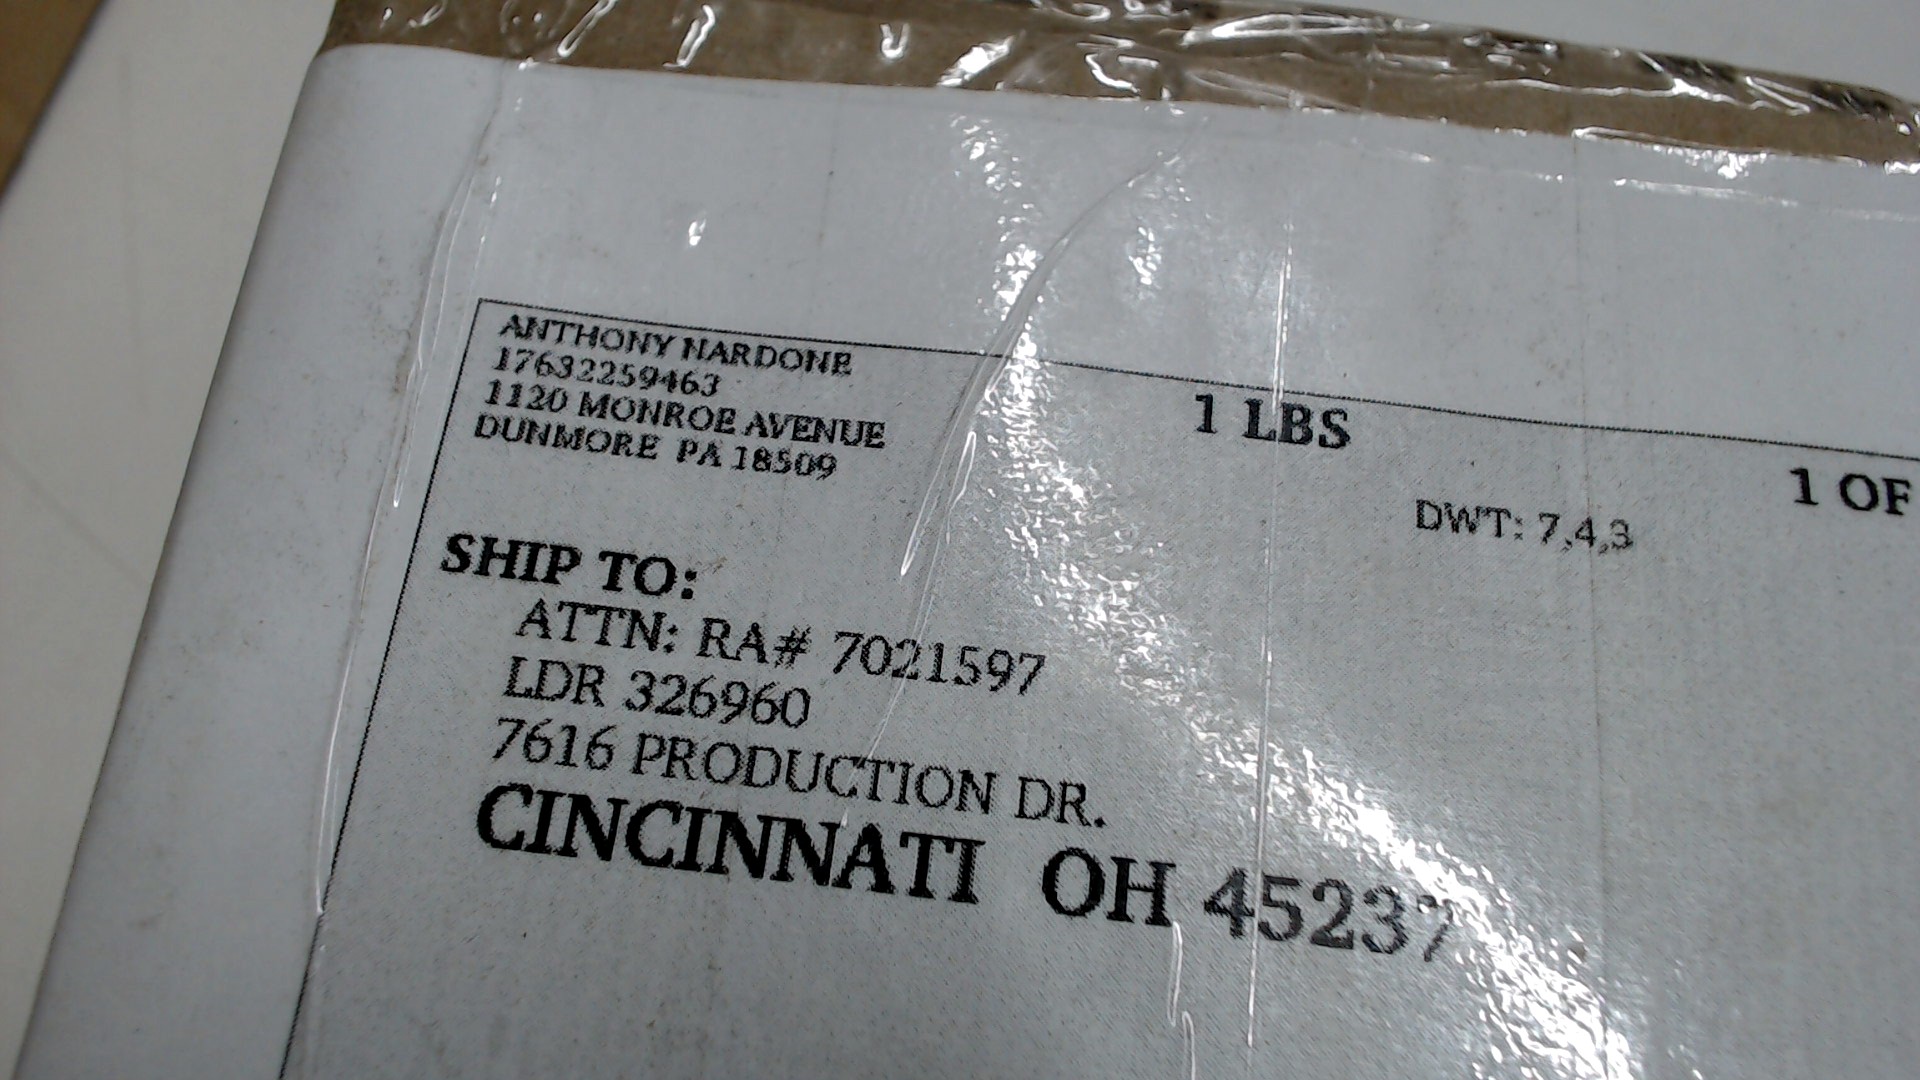 ANTHONY NARDONE
17632259463
1120 MONROE AVENUE
DUNMORE PA 18509
1 LBS
1 OF
DWT: 7,4,3
SHIP TO:
ATTN: RA# 7021597
LDR 326960
7616 PRODUCTION DR.
CINCINNATI OH 45237